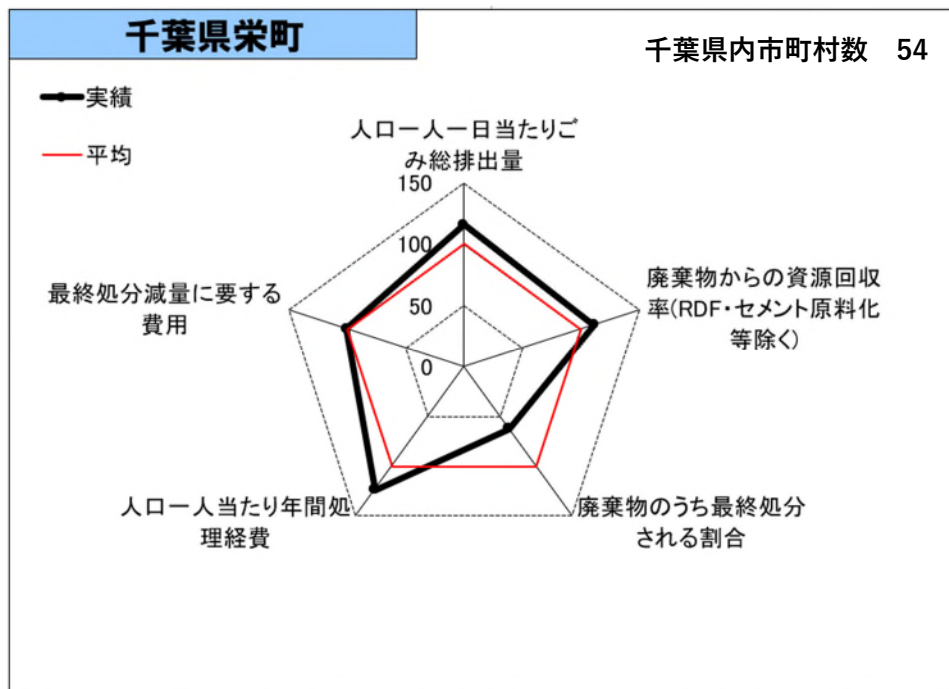 千葉県栄町
千葉県内市町村数 54
実績
平均
人口一人一日当たりご
み総排出量
150
100
50
0
廃棄物からの資源回収
率(RDF・セメント原料化
等除く)
最終処分減量に要する
費用
人口一人当たり年間処
理経費
廃棄物のうち最終処分
される割合